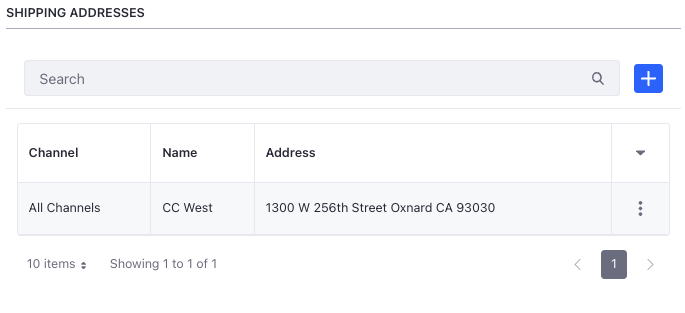 SHIPPING ADDRESSES
Search
Channel Name Address
All Channels CC West 1300 W 256th Street Oxnard CA 93030
10 items Showing 1 to 1 of 1 1